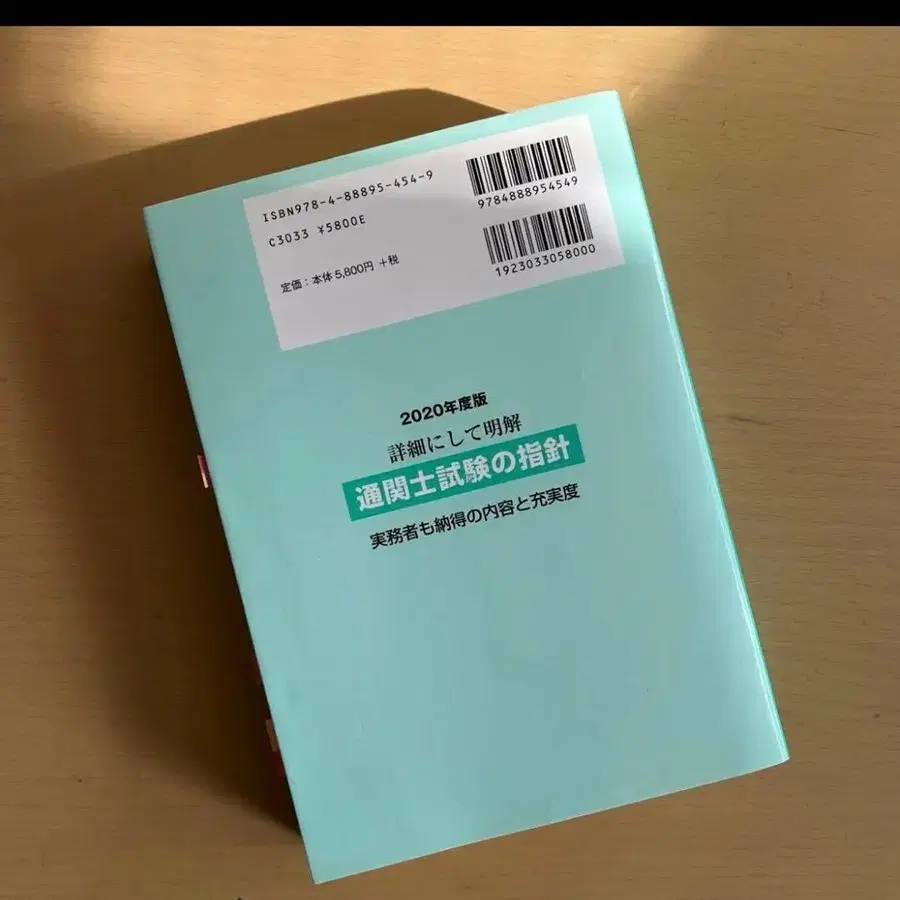 ISBN978-4-88895-454-9
C3033 ¥5800E
定価：本体5,800円 +税
9784888954549
1923033058000
2020年度版
詳細にして明解
通関士試験の指針
実務者も納得の内容と充実度